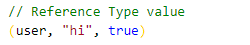 // Reference Type value
(user, "hi", true)